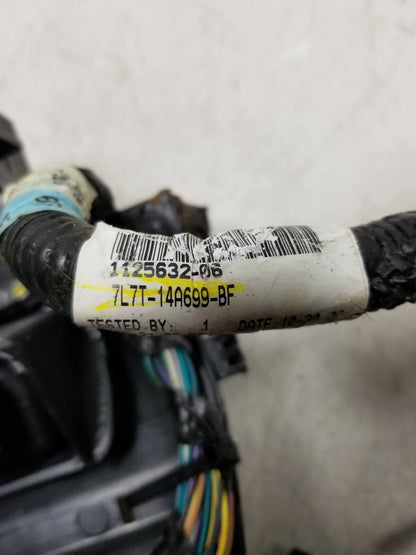 1125632-06
7L7T-14A699-BF
TESTED BY: 1 DATE: